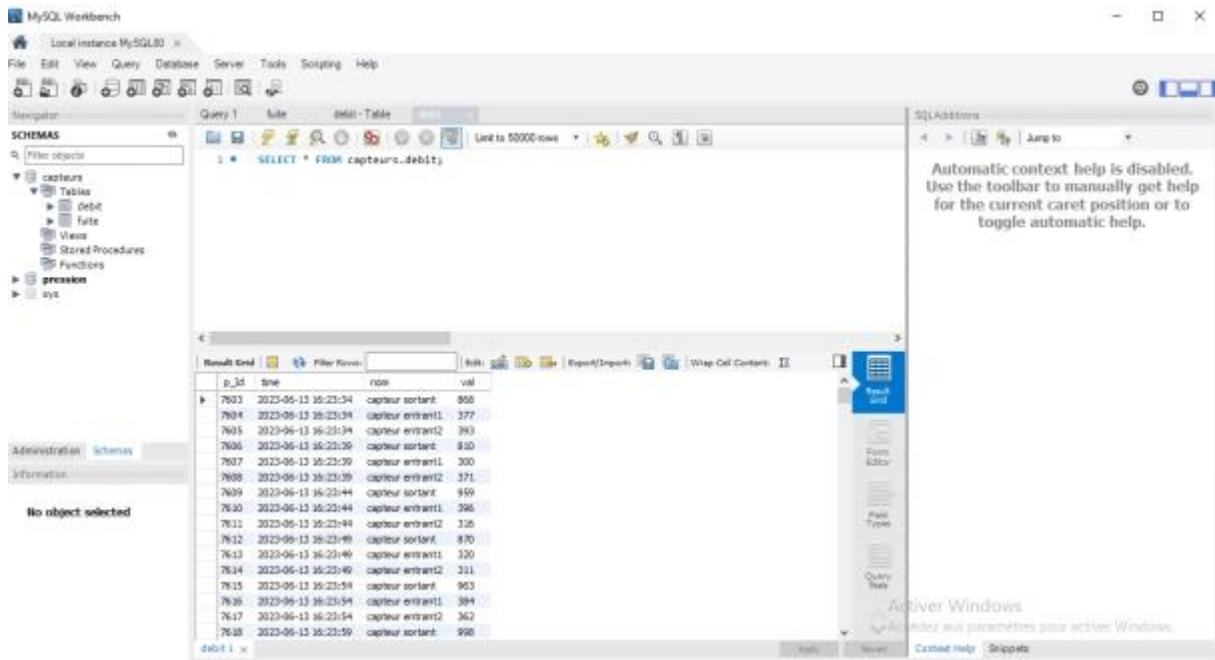 MySQL Workbench
Local instance MySQL80
File Edit View Query Database Server Tools Scripting Help
Navigator
SCHEMAS
Filter objects
capteurs
Tables
debit
fuite
Views
Stored Procedures
Functions
pression
sys
Administration Schemas
Information
No object selected
Query 1 fuite debit - Table debit
Limit to 50000 rows
1 SELECT * FROM capteurs.debit;
Result Grid Filter Rows: Edit: Export/Import: Wrap Cell Content:
p_Id time nom val
7603 2023-06-13 16:23:34 capteur sortant 868
7604 2023-06-13 16:23:34 capteur entrant1 377
7605 2023-06-13 16:23:34 capteur entrant2 393
7606 2023-06-13 16:23:39 capteur sortant 810
7607 2023-06-13 16:23:39 capteur entrant1 300
7608 2023-06-13 16:23:39 capteur entrant2 371
7609 2023-06-13 16:23:44 capteur sortant 959
7610 2023-06-13 16:23:44 capteur entrant1 396
7611 2023-06-13 16:23:44 capteur entrant2 316
7612 2023-06-13 16:23:49 capteur sortant 870
7613 2023-06-13 16:23:49 capteur entrant1 320
7614 2023-06-13 16:23:49 capteur entrant2 311
7615 2023-06-13 16:23:54 capteur sortant 963
7616 2023-06-13 16:23:54 capteur entrant1 384
7617 2023-06-13 16:23:54 capteur entrant2 362
7618 2023-06-13 16:23:59 capteur sortant 998
debit 1
Apply Revert
Result Grid
Form Editor
Field Types
Query Stats
SQLAdditions
Jump to
Automatic context help is disabled.
Use the toolbar to manually get help
for the current caret position or to
toggle automatic help.
Activer Windows
Accédez aux paramètres pour activer Windows.
Context Help Snippets